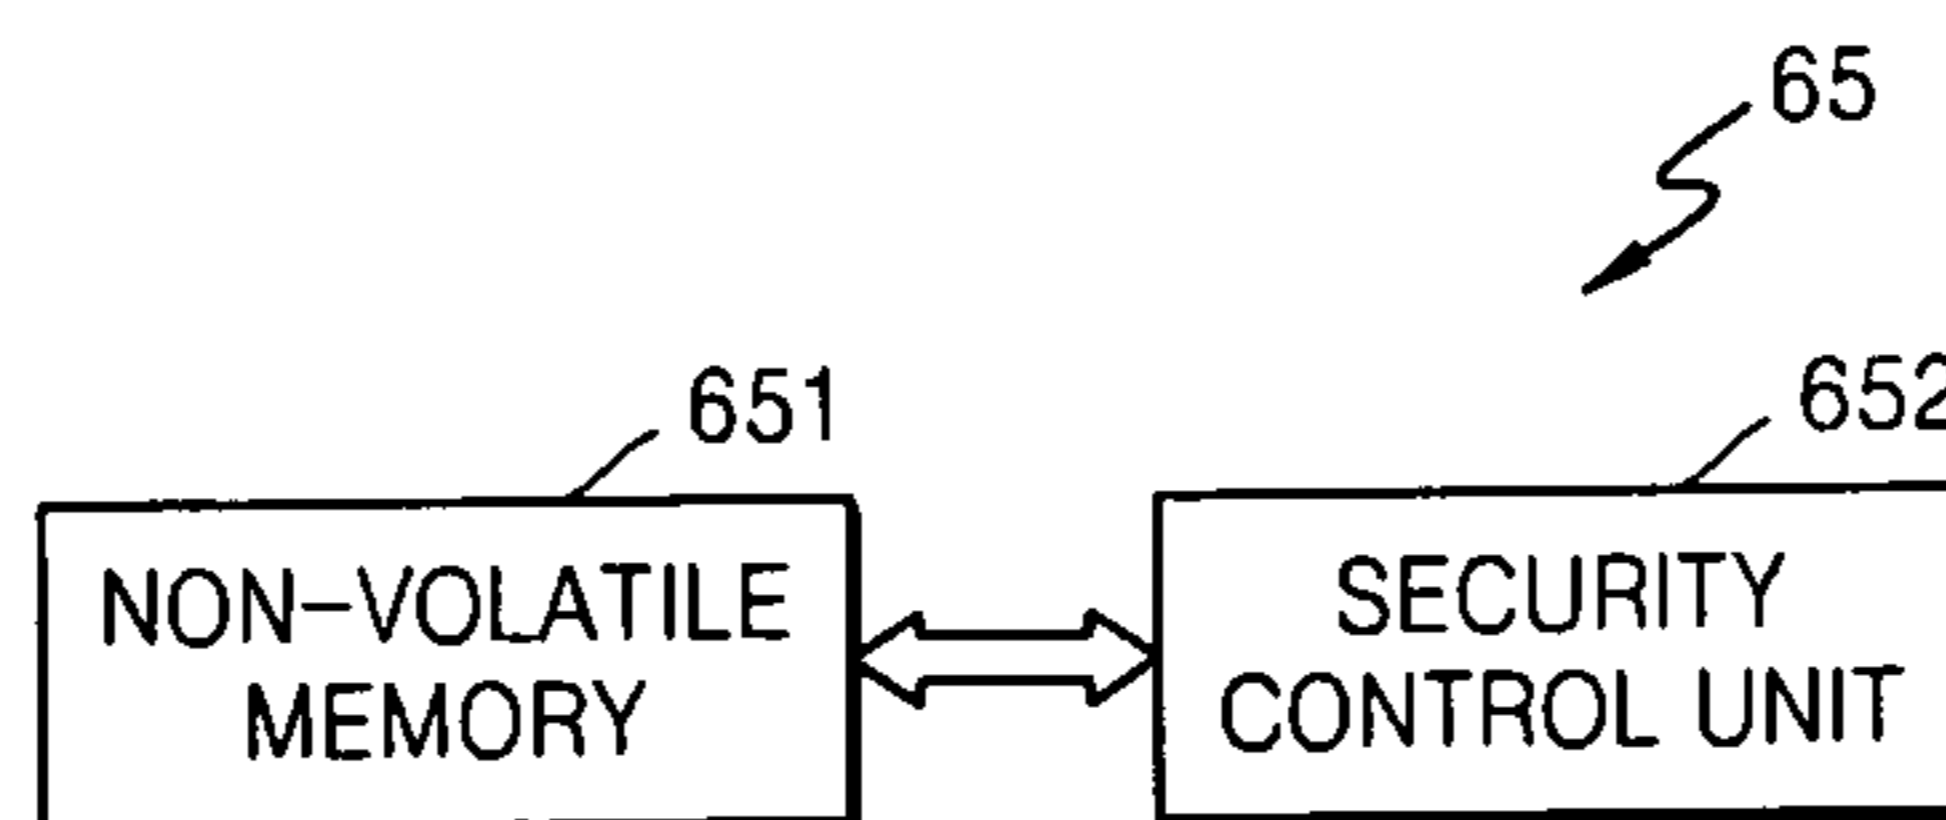 65
651
652
NON-VOLATILE
MEMORY
SECURITY
CONTROL UNIT